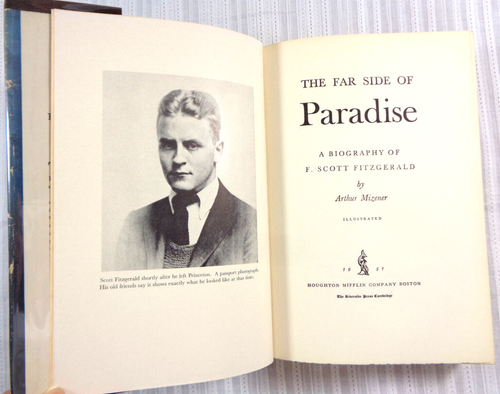 Scott Fitzgerald shortly after he left Princeton. A passport photograph.
His old friends say it shows exactly what he looked like at that time.
THE FAR SIDE OF
Paradise
A BIOGRAPHY OF
F. SCOTT FITZGERALD
by
Arthur Mizener
ILLUSTRATED
19 51
HOUGHTON MIFFLIN COMPANY BOSTON
The Riverside Press Cambridge